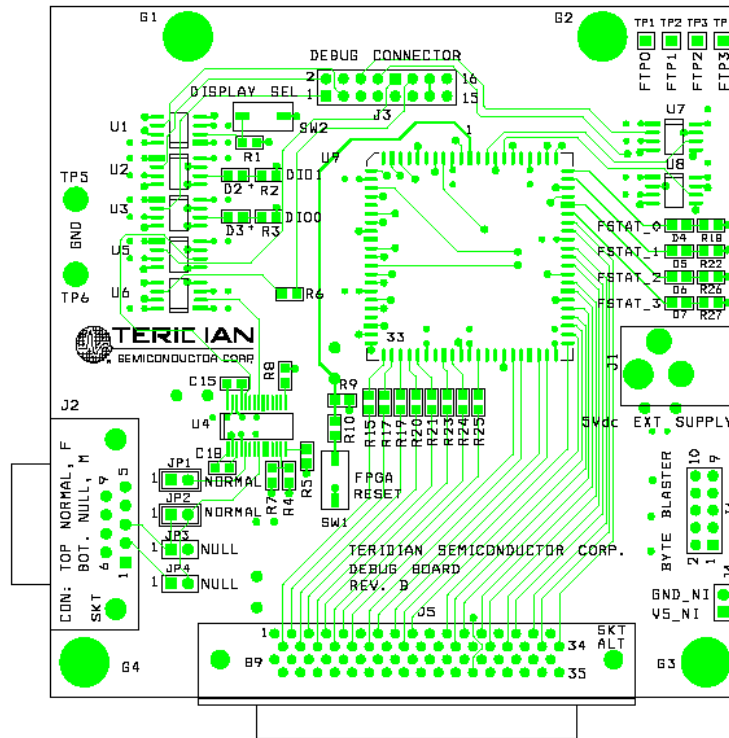 G1
G2
TP1 TP2 TP3 TP
FTP0 FTP1 FTP2 FTP3
DEBUG CONNECTOR
2 16
1 15
J3
DISPLAY SEL
SW2
U1
R1
U7
U9
1
U8
U2
DIO1
D2 + R2
TP5
U3
DIO0
D3 + R3
GND
FSTAT_0
D4 R18
U5
FSTAT_1
D5 R22
TP6
U6
R6
FSTAT_2
D6 R26
FSTAT_3
D7 R27
33
TERIDIAN
SEMICONDUCTOR CORP.
J1
R8
C15
R9
J2
U4
R10
R15 R17 R17 R20 R21 R23 R24 R25
5Vdc EXT SUPPLY
C18
R5
R7 R4
JP1
1 NORMAL
FPGA
RESET
SW1
JP2
1 NORMAL
JP3
1 NULL
JP4
1 NULL
CON: TOP NORMAL, F
BOT. NULL, M
SKT
5
9
6
1
BYTE BLASTER
10 9
2 1
TERIDIAN SEMICONDUCTOR CORP.
DEBUG BOARD
REV. B
GND_NI
V5_NI
J5
1
34
35
SKT
ALT
G4
G3